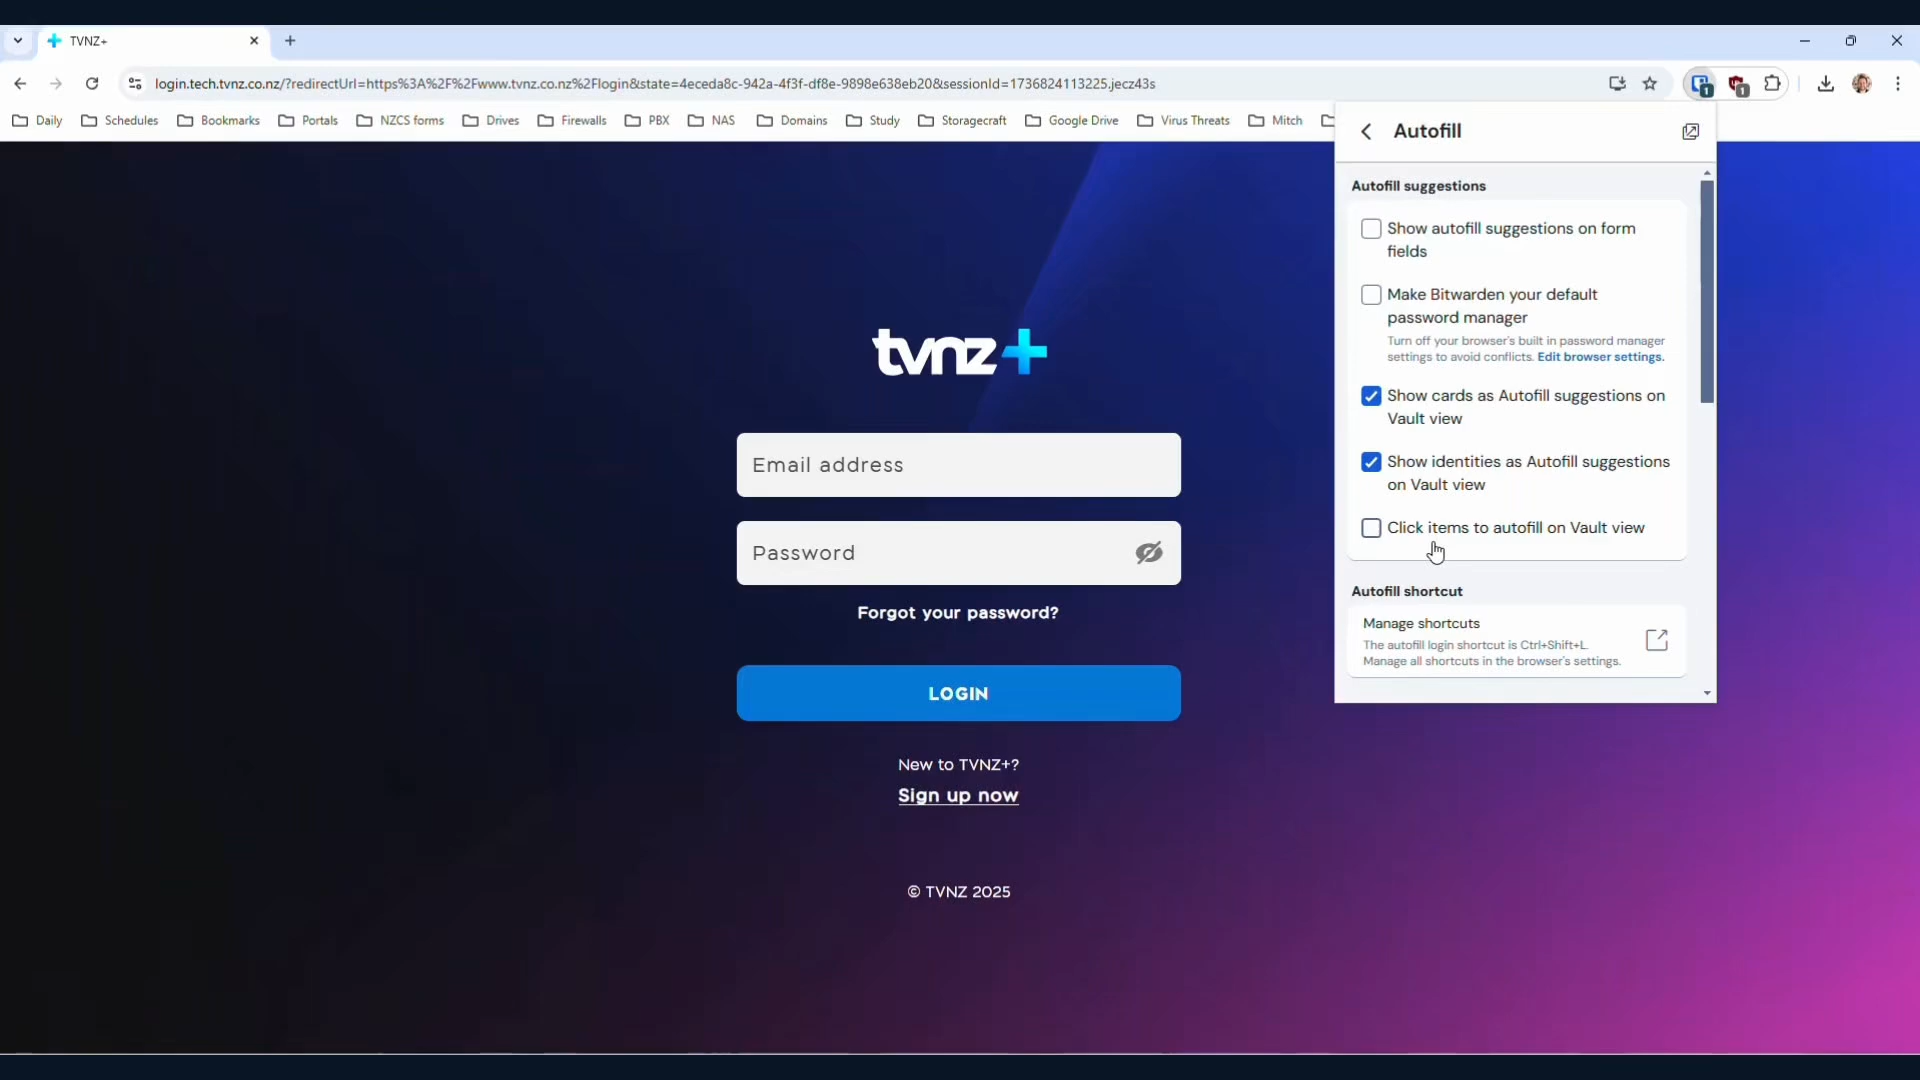 TVNZ+
login.tech.tvnz.co.nz/?redirectUrl=https%3A%2F%2Fwww.tvnz.co.nz%2Flogin&state=4eceda8c-942a-4f3f-df8e-9898e638eb20&sessionId=1736824113225.jecz43s
1
1
Daily Schedules Bookmarks Portals NZCS forms Drives Firewalls PBX NAS Domains Study Storagecraft Google Drive Virus Threats Mitch
Autofill
Autofill suggestions
Show autofill suggestions on form
fields
Make Bitwarden your default
password manager
Turn off your browser's built in password manager
settings to avoid conflicts. Edit browser settings.
Show cards as Autofill suggestions on
Vault view
Show identities as Autofill suggestions
on Vault view
Click items to autofill on Vault view
Autofill shortcut
Manage shortcuts
The autofill login shortcut is Ctrl+Shift+L.
Manage all shortcuts in the browser's settings.
tvnz+
Email address
Password
Forgot your password?
LOGIN
New to TVNZ+?
Sign up now
© TVNZ 2025